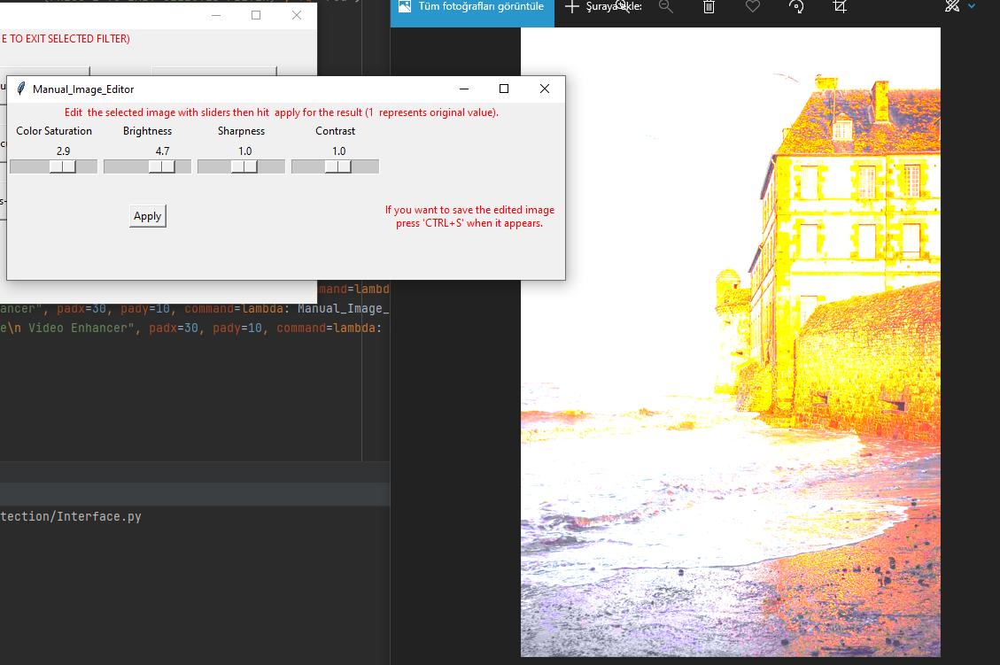 E TO EXIT SELECTED FILTER)
Tüm fotoğrafları görüntüle
Şuraya ekle:
Manual_Image_Editor
Edit the selected image with sliders then hit apply for the result (1 represents original value).
Color Saturation Brightness Sharpness Contrast
2.9 4.7 1.0 1.0
Apply
If you want to save the edited image
press 'CTRL+S' when it appears.
mand=lambd
ancer", padx=30, pady=10, command=lambda: Manual_Image_
e\n Video Enhancer", padx=30, pady=10, command=lambda:
tection/Interface.py